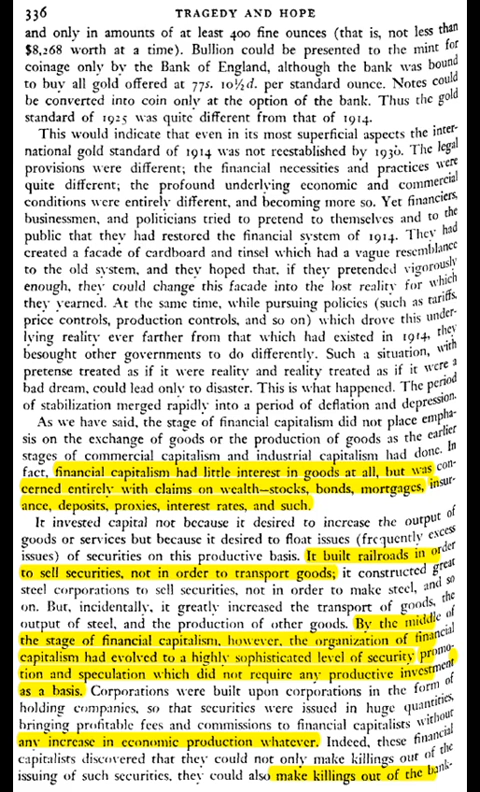 336 TRAGEDY AND HOPE
and only in amounts of at least 400 fine ounces (that is, not less than
$8,268 worth at a time). Bullion could be presented to the mint for
coinage only by the Bank of England, although the bank was bound
to buy all gold offered at 77s. 10½d. per standard ounce. Notes could
be converted into coin only at the option of the bank. Thus the gold
standard of 1925 was quite different from that of 1914.
This would indicate that even in its most superficial aspects the inter-
national gold standard of 1914 was not reestablished by 1930. The legal
provisions were different; the financial necessities and practices were
quite different; the profound underlying economic and commercial
conditions were entirely different, and becoming more so. Yet financiers,
businessmen, and politicians tried to pretend to themselves and to the
public that they had restored the financial system of 1914. They had
created a facade of cardboard and tinsel which had a vague resemblance
to the old system, and they hoped that, if they pretended vigorously
enough, they could change this facade into the lost reality for which
they yearned. At the same time, while pursuing policies (such as tariffs,
price controls, production controls, and so on) which drove this under-
lying reality ever farther from that which had existed in 1914, they
besought other governments to do differently. Such a situation, with
pretense treated as if it were reality and reality treated as if it were a
bad dream, could lead only to disaster. This is what happened. The period
of stabilization merged rapidly into a period of deflation and depression.
As we have said, the stage of financial capitalism did not place empha-
sis on the exchange of goods or the production of goods as the earlier
stages of commercial capitalism and industrial capitalism had done. In
fact, financial capitalism had little interest in goods at all, but was con-
cerned entirely with claims on wealth—stocks, bonds, mortgages, insur-
ance, deposits, proxies, interest rates, and such.
It invested capital not because it desired to increase the output of
goods or services but because it desired to float issues (frequently excess
issues) of securities on this productive basis. It built railroads in order
to sell securities, not in order to transport goods; it constructed great
steel corporations to sell securities, not in order to make steel, and so
on. But, incidentally, it greatly increased the transport of goods, the
output of steel, and the production of other goods. By the middle of
the stage of financial capitalism, however, the organization of financial
capitalism had evolved to a highly sophisticated level of security promo-
tion and speculation which did not require any productive investment
as a basis. Corporations were built upon corporations in the form of
holding companies, so that securities were issued in huge quantities,
bringing profitable fees and commissions to financial capitalists without
any increase in economic production whatever. Indeed, these financial
capitalists discovered that they could not only make killings out of the
issuing of such securities, they could also make killings out of the bank-